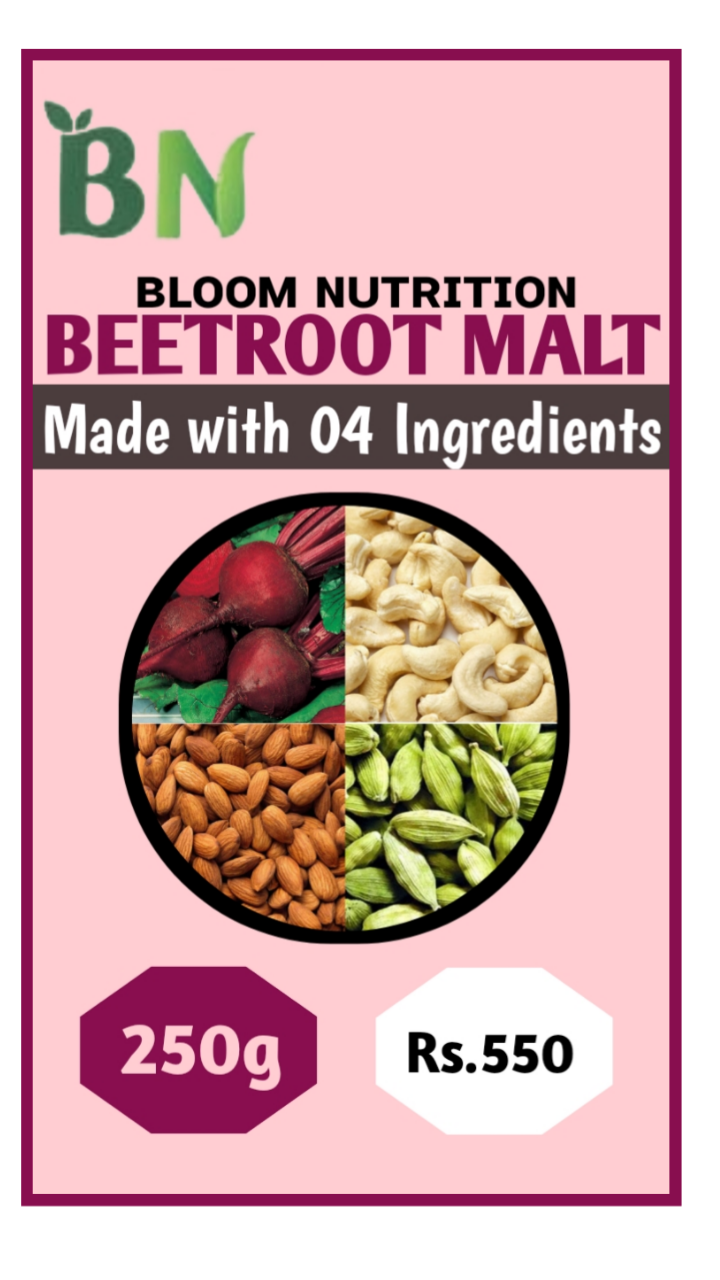 BN
BLOOM NUTRITION
BEETROOT MALT
Made with 04 Ingredients
250g
Rs.550